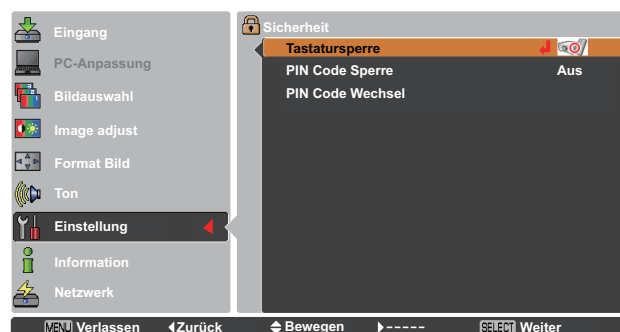 Eingang
PC-Anpassung
Bildauswahl
Image adjust
Format Bild
Ton
Einstellung
Information
Netzwerk
Sicherheit
Tastatursperre
PIN Code Sperre Aus
PIN Code Wechsel
MENU Verlassen Zurück Bewegen ----- SELECT Weiter